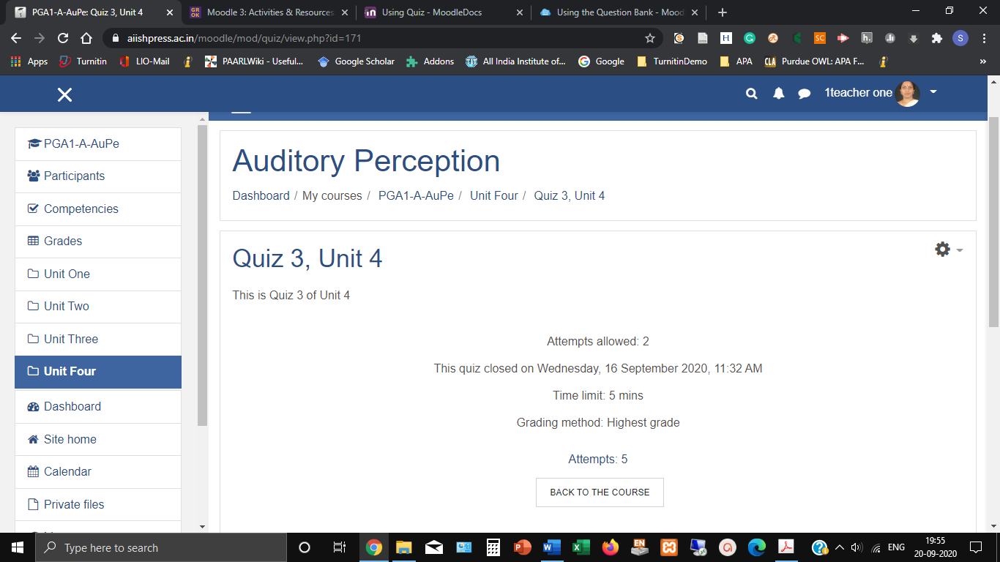 PGA1-A-AuPe: Quiz 3, Unit 4
GR OK Moodle 3: Activities & Resources
in Using Quiz - MoodleDocs
Using the Question Bank - Mood
aiishpress.ac.in/moodle/mod/quiz/view.php?id=171
H
SC
h.
S
Apps
Turnitin
LIO-Mail
PAARLWiki - Useful...
Google Scholar
Addons
All India Institute of...
Google
TurnitinDemo
APA
CLA Purdue OWL: APA F...
»
1teacher one
PGA1-A-AuPe
Participants
Competencies
Grades
Unit One
Unit Two
Unit Three
Unit Four
Dashboard
Site home
Calendar
Private files
Auditory Perception
Dashboard / My courses / PGA1-A-AuPe / Unit Four / Quiz 3, Unit 4
Quiz 3, Unit 4
This is Quiz 3 of Unit 4
Attempts allowed: 2
This quiz closed on Wednesday, 16 September 2020, 11:32 AM
Time limit: 5 mins
Grading method: Highest grade
Attempts: 5
BACK TO THE COURSE
Type here to search
EN
ENG
19:55
20-09-2020